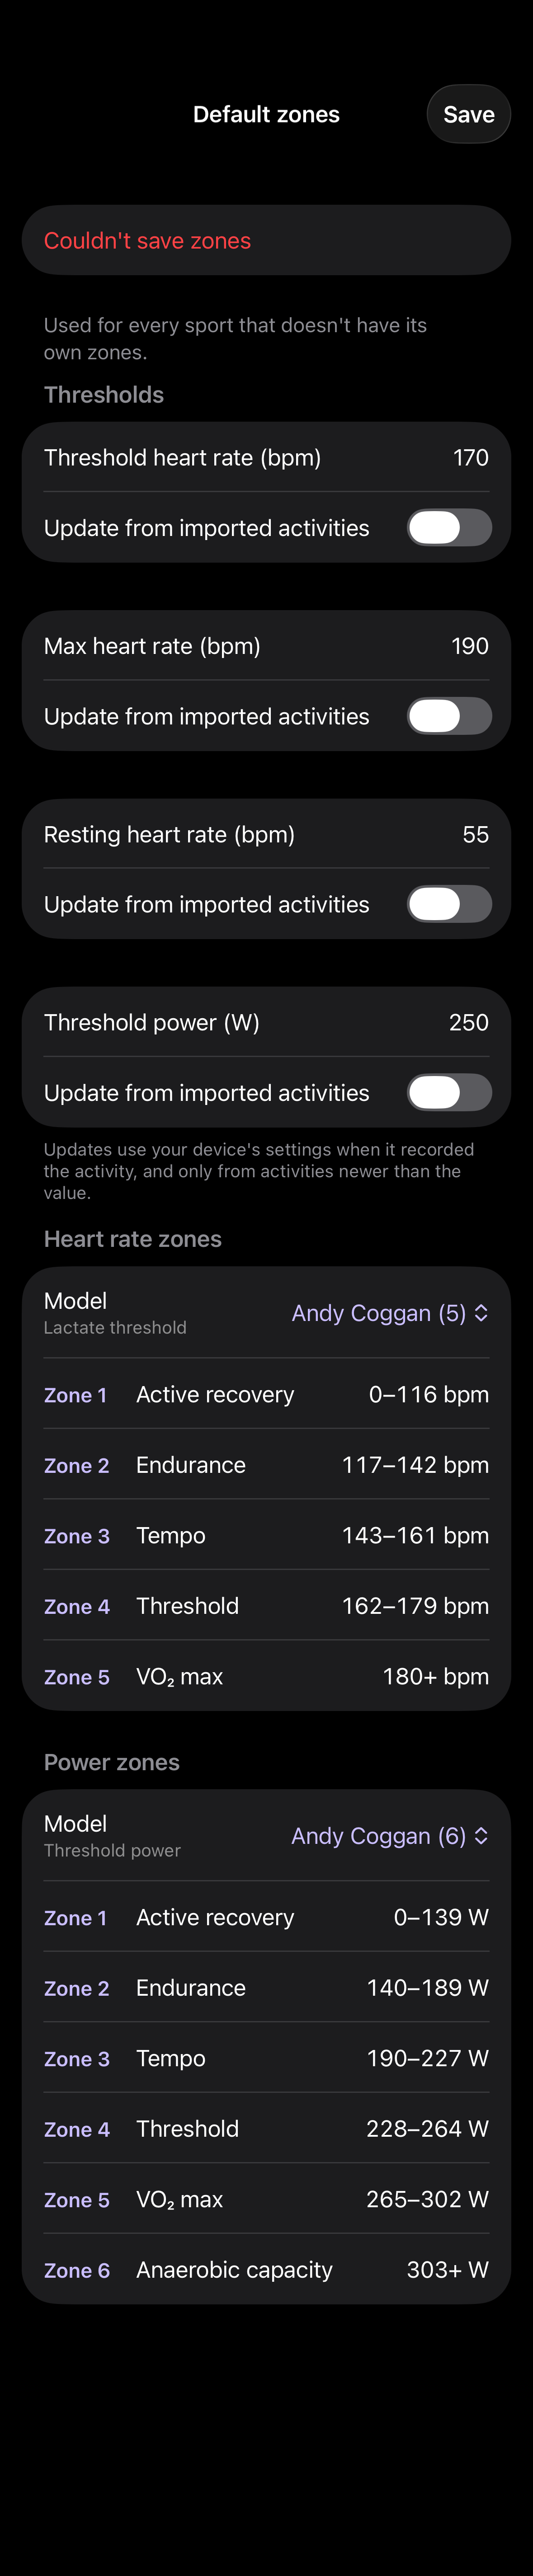 Default zones
Save
Couldn't save zones
Used for every sport that doesn't have its
own zones.
Thresholds
Threshold heart rate (bpm) 170
Update from imported activities
Max heart rate (bpm) 190
Update from imported activities
Resting heart rate (bpm) 55
Update from imported activities
Threshold power (W) 250
Update from imported activities
Updates use your device's settings when it recorded
the activity, and only from activities newer than the
value.
Heart rate zones
Model
Lactate threshold
Andy Coggan (5)
Zone 1 Active recovery 0–116 bpm
Zone 2 Endurance 117–142 bpm
Zone 3 Tempo 143–161 bpm
Zone 4 Threshold 162–179 bpm
Zone 5 VO₂ max 180+ bpm
Power zones
Model
Threshold power
Andy Coggan (6)
Zone 1 Active recovery 0–139 W
Zone 2 Endurance 140–189 W
Zone 3 Tempo 190–227 W
Zone 4 Threshold 228–264 W
Zone 5 VO₂ max 265–302 W
Zone 6 Anaerobic capacity 303+ W